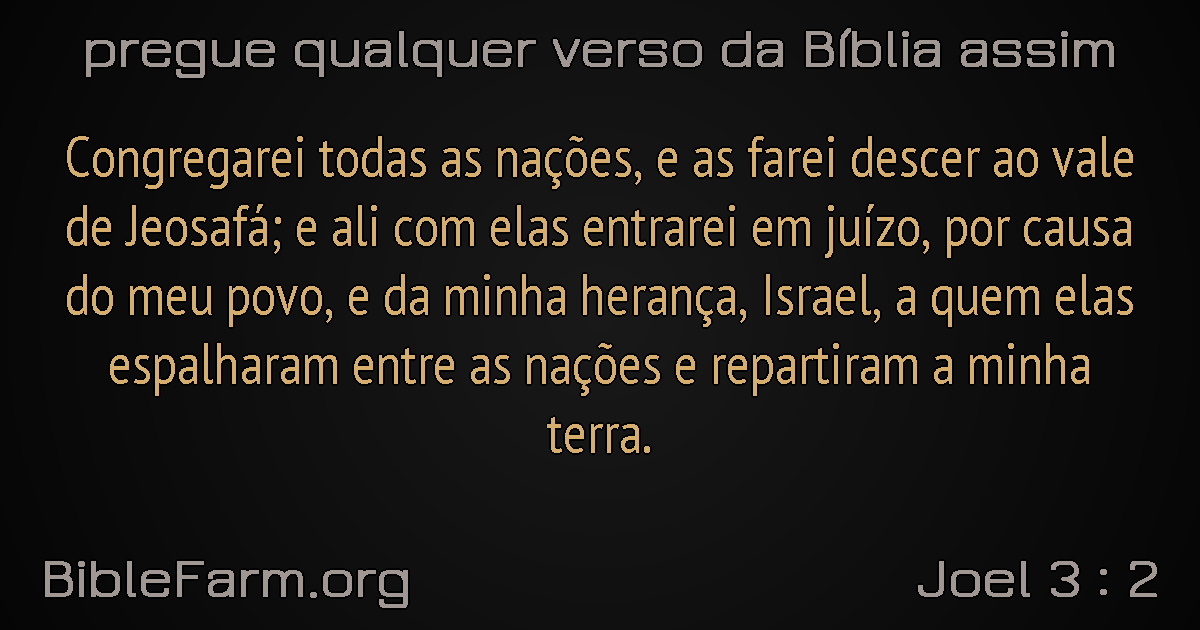 pregue qualquer verso da Bíblia assim
Congregarei todas as nações, e as farei descer ao vale
de Jeosafá; e ali com elas entrarei em juízo, por causa
do meu povo, e da minha herança, Israel, a quem elas
espalharam entre as nações e repartiram a minha
terra.
BibleFarm.org
Joel 3 : 2